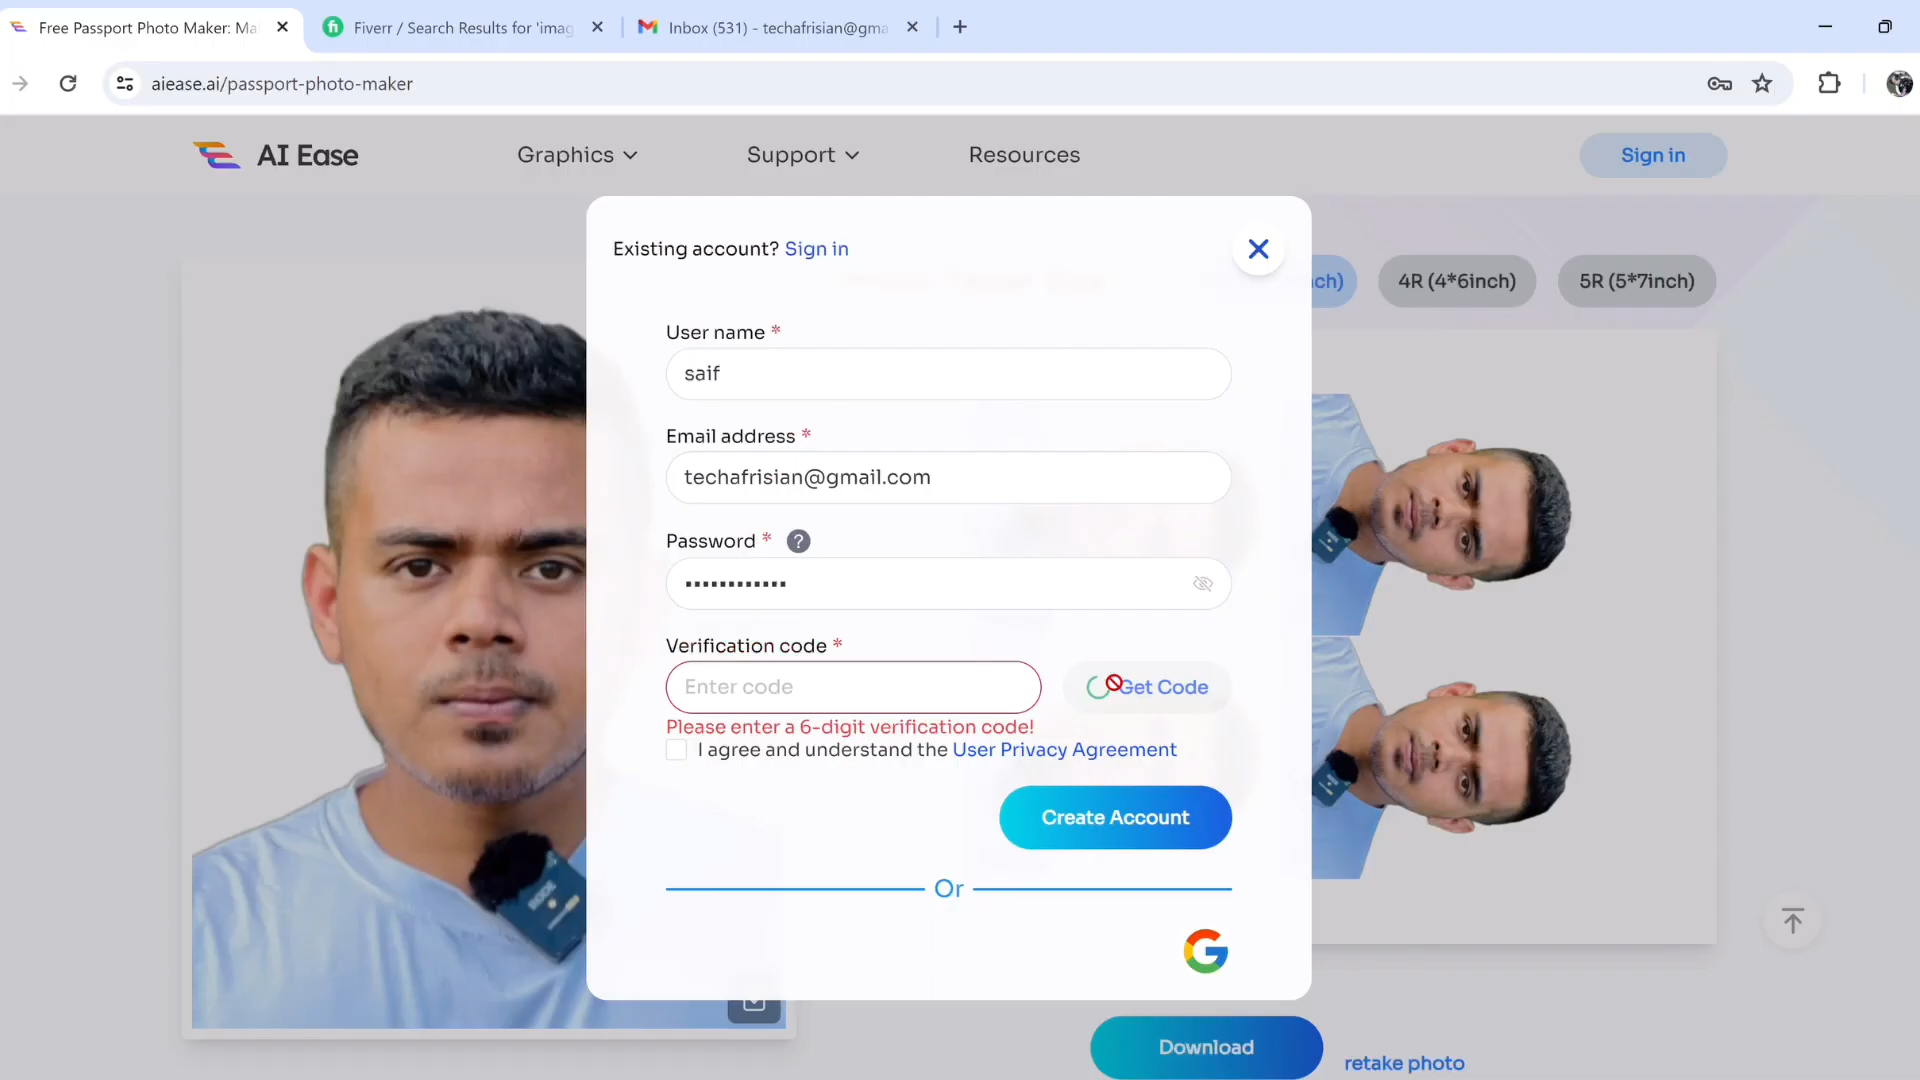 Free Passport Photo Maker: Ma
Fiverr / Search Results for 'imag
Inbox (531) - techafrisian@gma
aiease.ai/passport-photo-maker
AI Ease
Graphics
Support
Resources
Sign in
Existing account? Sign in
User name *
saif
Email address *
techafrisian@gmail.com
Password * ?
••••••••••••
Verification code *
Enter code
Get Code
Please enter a 6-digit verification code!
I agree and understand the User Privacy Agreement
Create Account
Or
ch)
4R (4*6inch)
5R (5*7inch)
RODE
Download
retake photo